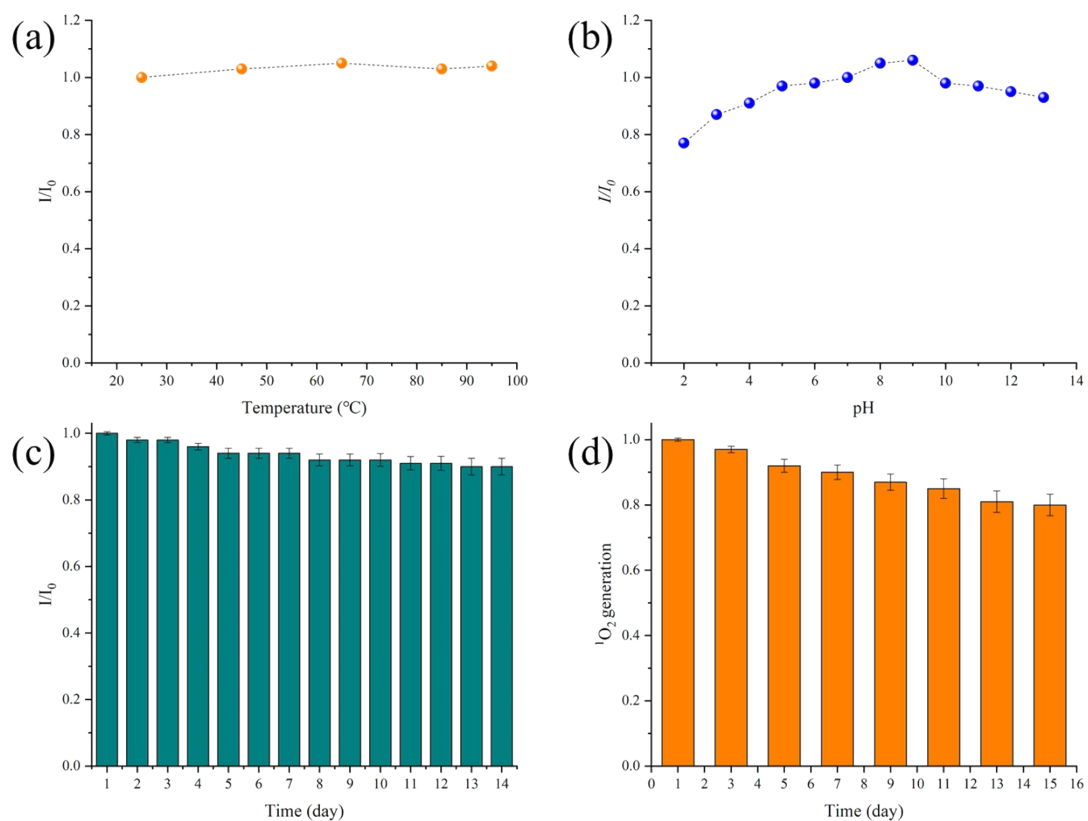 (a)
1.2
1.0
0.8
0.6
0.4
0.2
0.0
I/I₀
20 30 40 50 60 70 80 90 100
Temperature (℃)
(b)
1.2
1.0
0.8
0.6
0.4
0.2
0.0
I/I₀
2 4 6 8 10 12 14
pH
(c)
1.0
0.8
0.6
0.4
0.2
0.0
I/I₀
1 2 3 4 5 6 7 8 9 10 11 12 13 14
Time (day)
(d)
1.0
0.8
0.6
0.4
0.2
0.0
¹O₂ generation
0 1 2 3 4 5 6 7 8 9 10 11 12 13 14 15 16
Time (day)